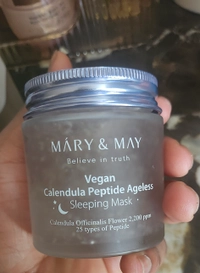 MARY & MAY
Believe in truth
Vegan
Calendula Peptide Ageless
Sleeping Mask
Calendula Officinalis Flower 2,200 ppm
25 types of Peptide